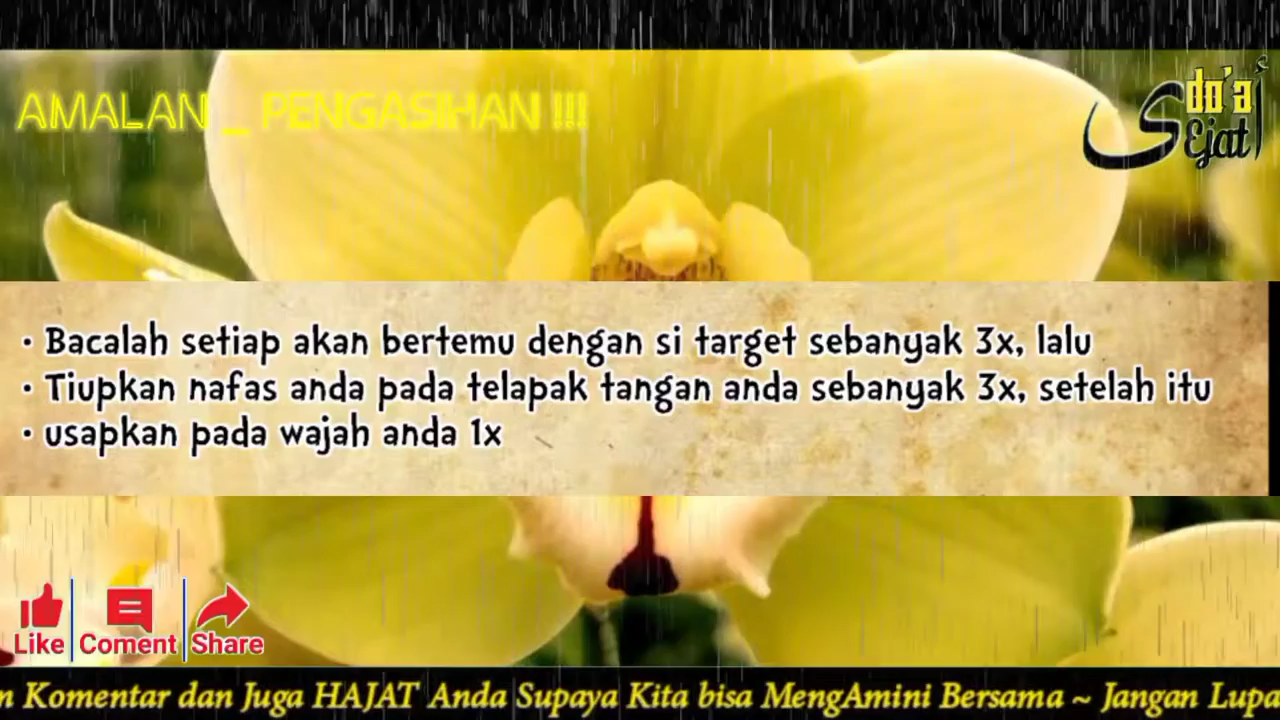 AMALAN _ PENGASIHAN !!!
do'a
Ejati
• Bacalah setiap akan bertemu dengan si target sebanyak 3x, lalu
• Tiupkan nafas anda pada telapak tangan anda sebanyak 3x, setelah itu
• usapkan pada wajah anda 1x
Like Coment Share
n Komentar dan Juga HAJAT Anda Supaya Kita bisa MengAmini Bersama ~ Jangan Lupa